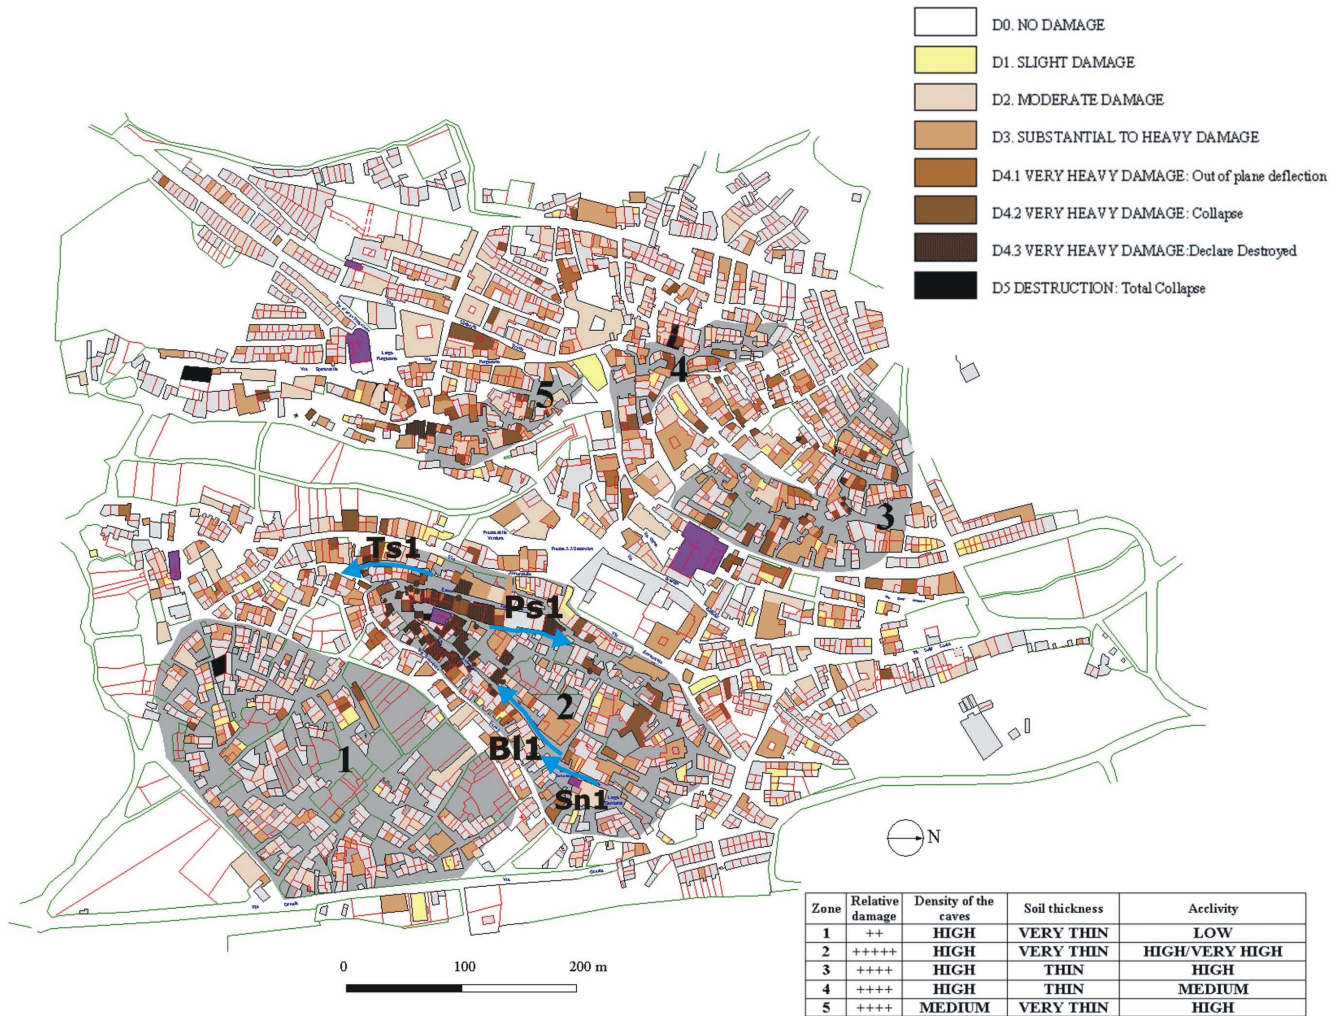 D0. NO DAMAGE
D1. SLIGHT DAMAGE
D2. MODERATE DAMAGE
D3. SUBSTANTIAL TO HEAVY DAMAGE
D4.1 VERY HEAVY DAMAGE: Out of plane deflection
D4.2 VERY HEAVY DAMAGE: Collapse
D4.3 VERY HEAVY DAMAGE:Declare Destroyed
D5 DESTRUCTION: Total Collapse
4
5
3
Ts1
Ps1
2
Bl1
1
Sn1
N
0 100 200 m
Zone Relative damage Density of the caves Soil thickness Acclivity
1 ++ HIGH VERY THIN LOW
2 +++++ HIGH VERY THIN HIGH/VERY HIGH
3 ++++ HIGH THIN HIGH
4 ++++ HIGH THIN MEDIUM
5 ++++ MEDIUM VERY THIN HIGH